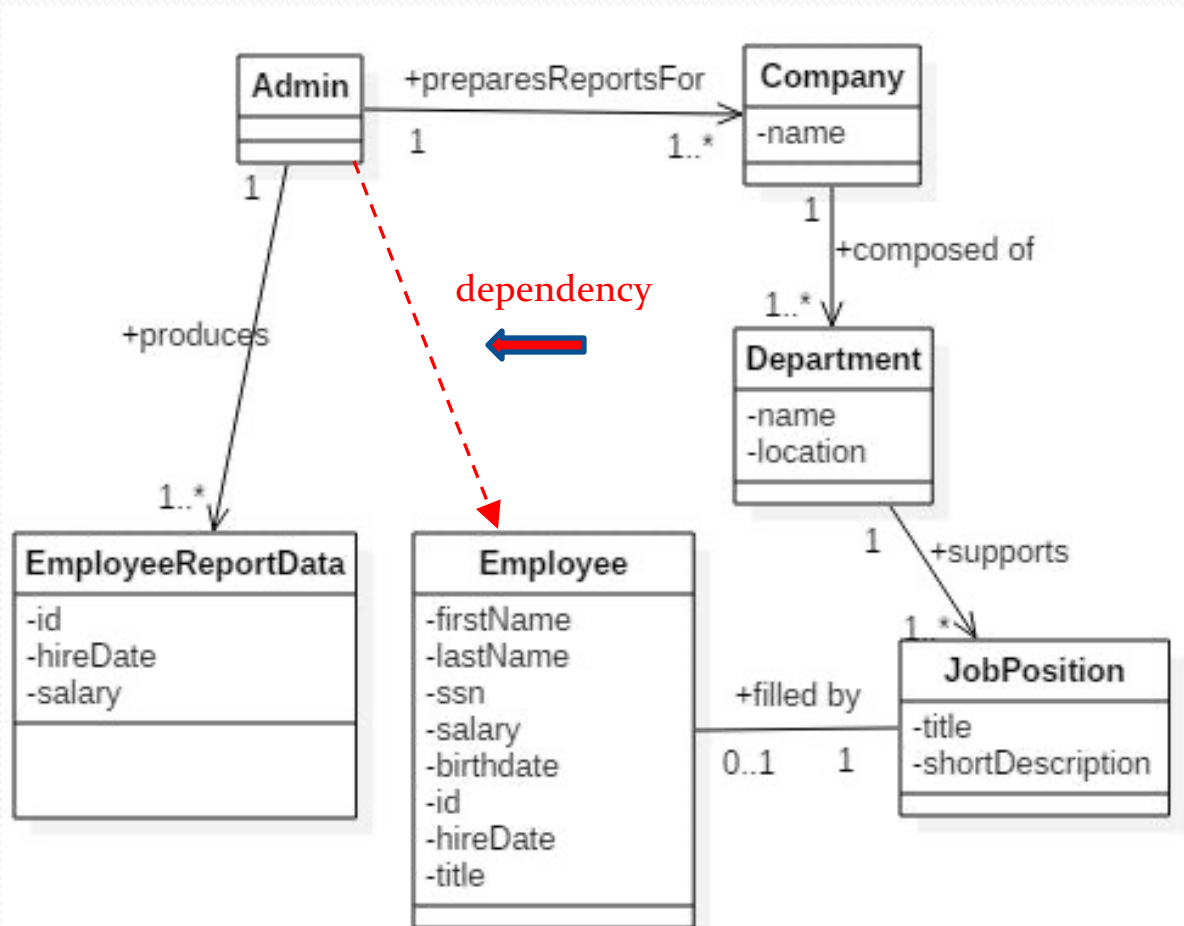 Admin
+preparesReportsFor
1
1..*
Company
-name
1
+composed of
1..*
1
+produces
1..*
dependency
Department
-name
-location
1
+supports
1..*
EmployeeReportData
-id
-hireDate
-salary
Employee
-firstName
-lastName
-ssn
-salary
-birthdate
-id
-hireDate
-title
+filled by
0..1
1
JobPosition
-title
-shortDescription